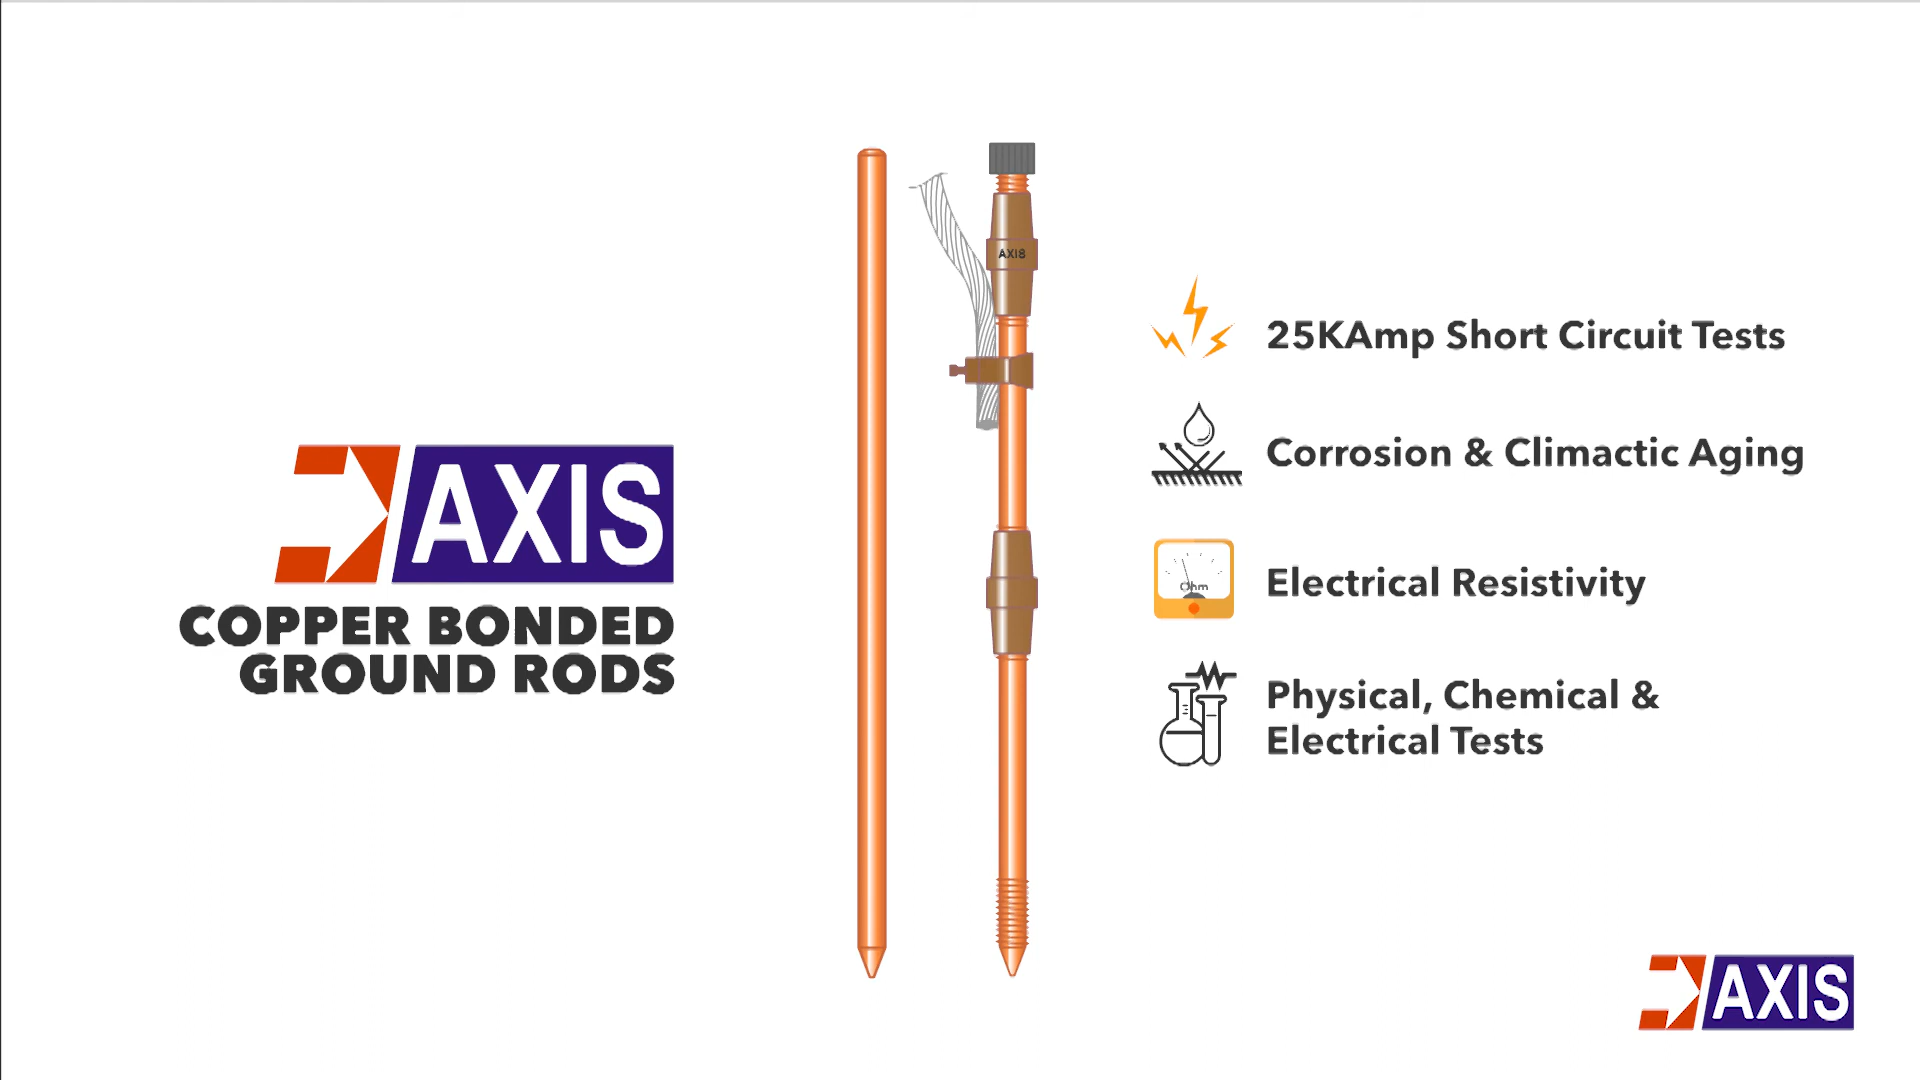 AXIS
COPPER BONDED
GROUND RODS
AXIS
25KAmp Short Circuit Tests
Corrosion & Climactic Aging
Ohm
Electrical Resistivity
Physical, Chemical &
Electrical Tests
AXIS